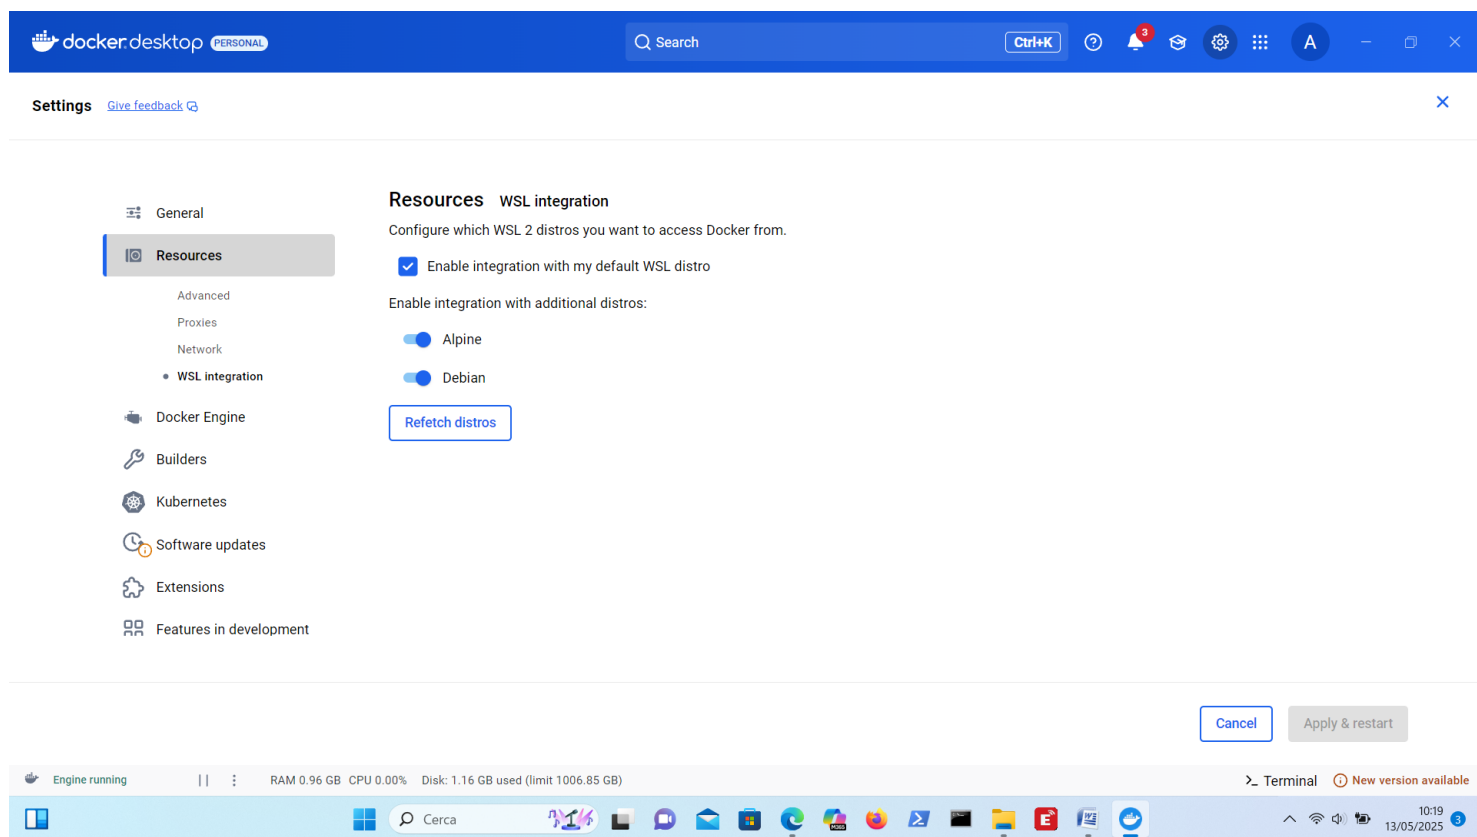 docker.desktop PERSONAL
Search
Ctrl+K
3
A
Settings Give feedback
General
Resources
Advanced
Proxies
Network
WSL integration
Docker Engine
Builders
Kubernetes
Software updates
Extensions
Features in development
Resources WSL integration
Configure which WSL 2 distros you want to access Docker from.
Enable integration with my default WSL distro
Enable integration with additional distros:
Alpine
Debian
Refetch distros
Cancel
Apply & restart
Engine running
RAM 0.96 GB CPU 0.00% Disk: 1.16 GB used (limit 1006.85 GB)
Terminal
New version available
Cerca
M365
E
10:19
13/05/2025
3